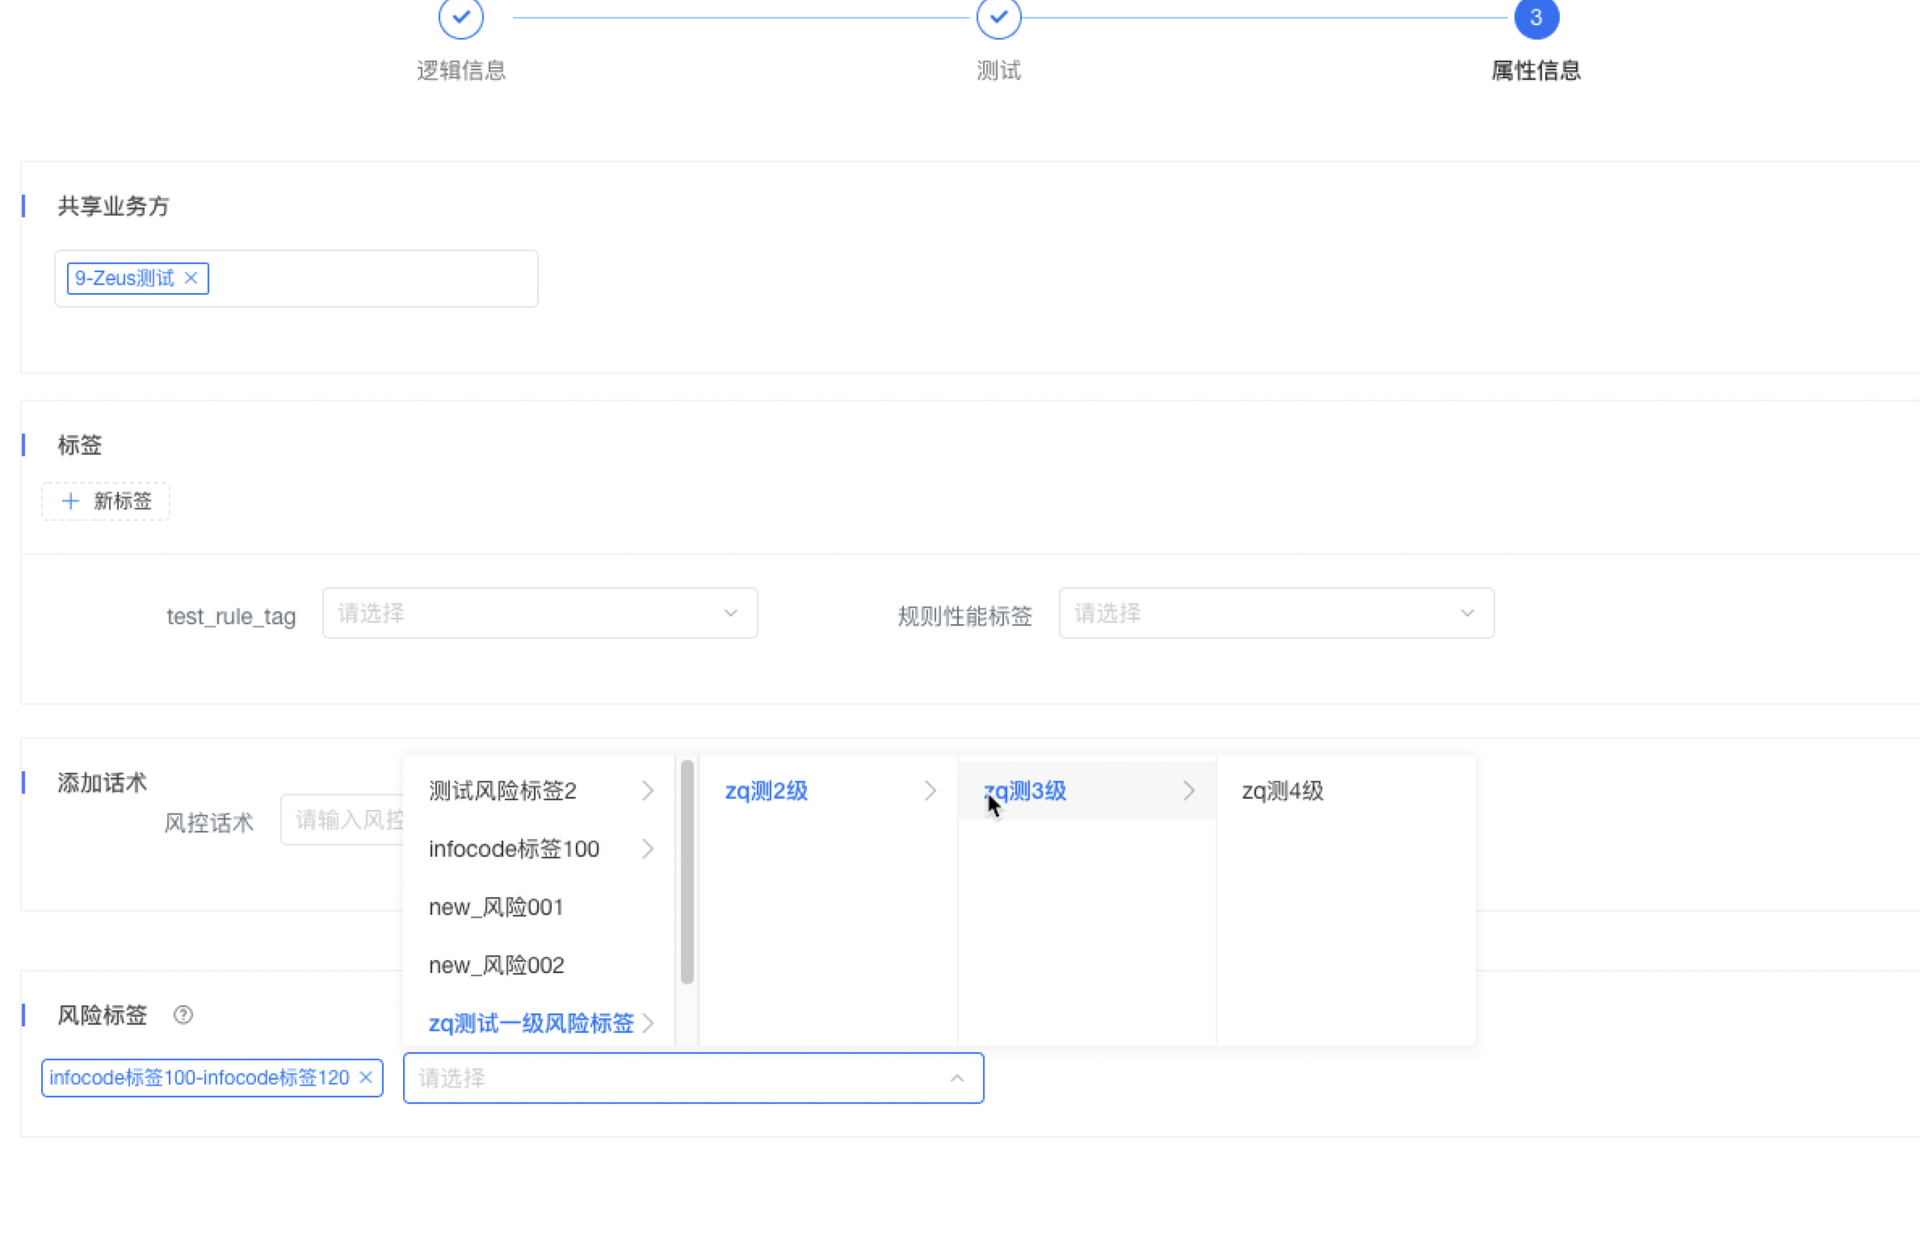 3
逻辑信息
测试
属性信息
共享业务方
9-Zeus测试
标签
新标签
test_rule_tag
请选择
规则性能标签
请选择
添加话术
风控话术
请输入风控
测试风险标签2
infocode标签100
new_风险001
new_风险002
zq测试一级风险标签
zq测2级
zq测3级
zq测4级
风险标签
infocode标签100-infocode标签120
请选择